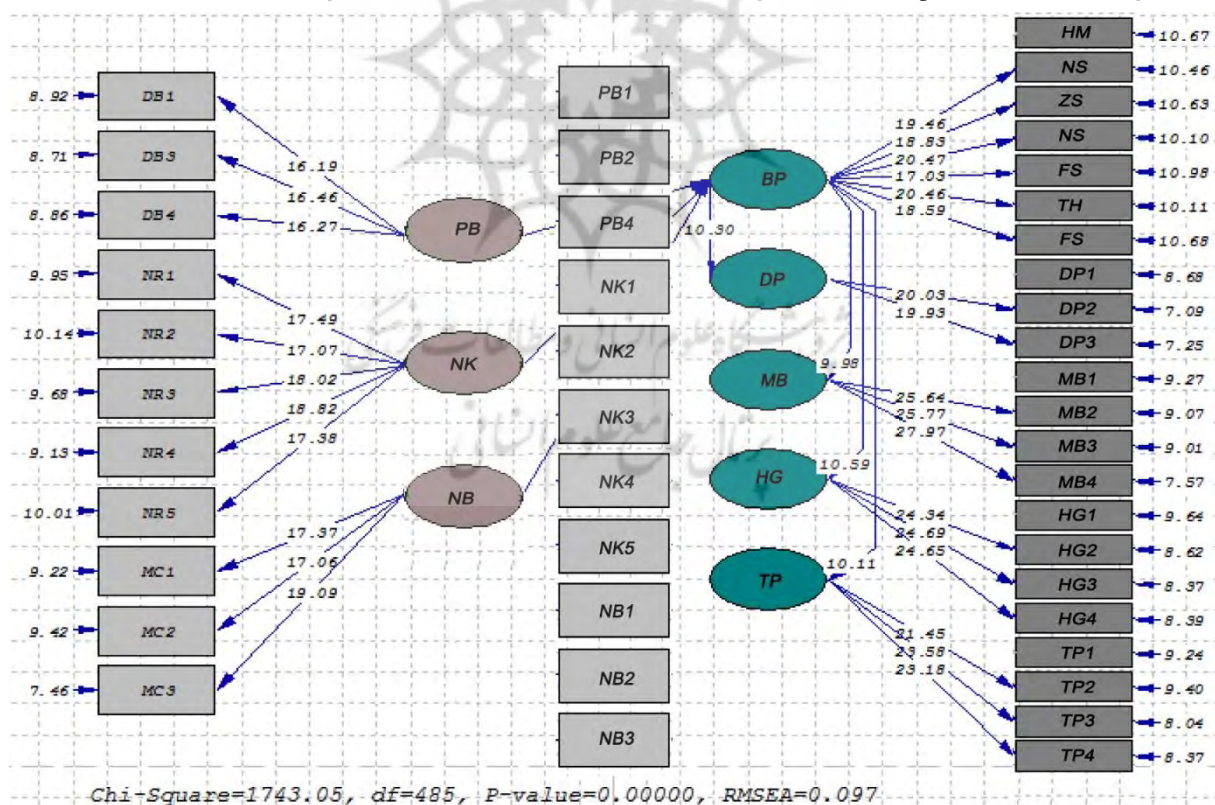 8.92 DB1
8.71 DB3
8.86 DB4
9.95 NR1
10.14 NR2
9.68 NR3
9.13 NR4
10.01 NR5
9.22 MC1
9.42 MC2
7.46 MC3
16.19
16.46
16.27
17.49
17.07
18.02
18.82
17.38
17.37
17.06
19.09
PB
NK
NB
PB1
PB2
PB4
NK1
NK2
NK3
NK4
NK5
NB1
NB2
NB3
BP
DP
MB
HG
TP
10.30
9.98
10.59
10.11
19.46
18.83
20.47
17.03
20.46
18.59
20.03
19.93
25.64
25.77
27.97
24.34
24.69
24.65
21.45
23.58
23.18
HM 10.67
NS 10.46
ZS 10.63
NS 10.10
FS 10.98
TH 10.11
FS 10.68
DP1 8.68
DP2 7.09
DP3 7.25
MB1 9.27
MB2 9.07
MB3 9.01
MB4 7.57
HG1 9.64
HG2 8.62
HG3 8.37
HG4 8.39
TP1 9.24
TP2 9.40
TP3 8.04
TP4 8.37
Chi-Square=1743.05, df=485, P-value=0.00000, RMSEA=0.097